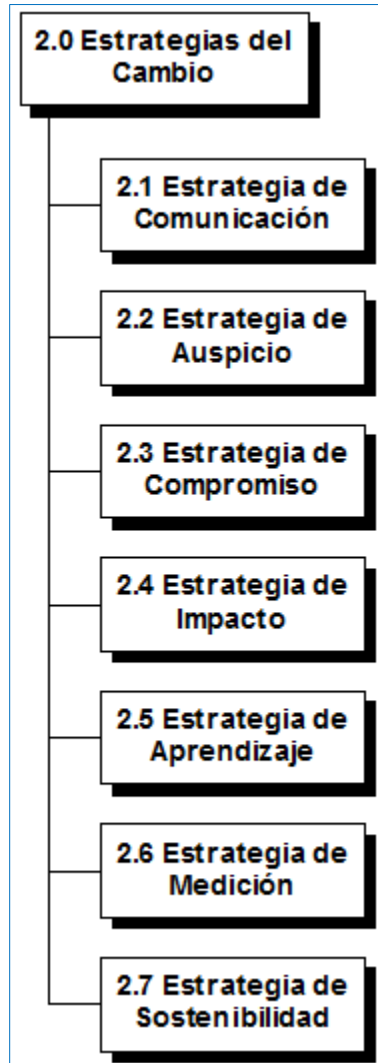 2.0 Estrategias del
Cambio
2.1 Estrategia de
Comunicación
2.2 Estrategia de
Auspicio
2.3 Estrategia de
Compromiso
2.4 Estrategia de
Impacto
2.5 Estrategia de
Aprendizaje
2.6 Estrategia de
Medición
2.7 Estrategia de
Sostenibilidad